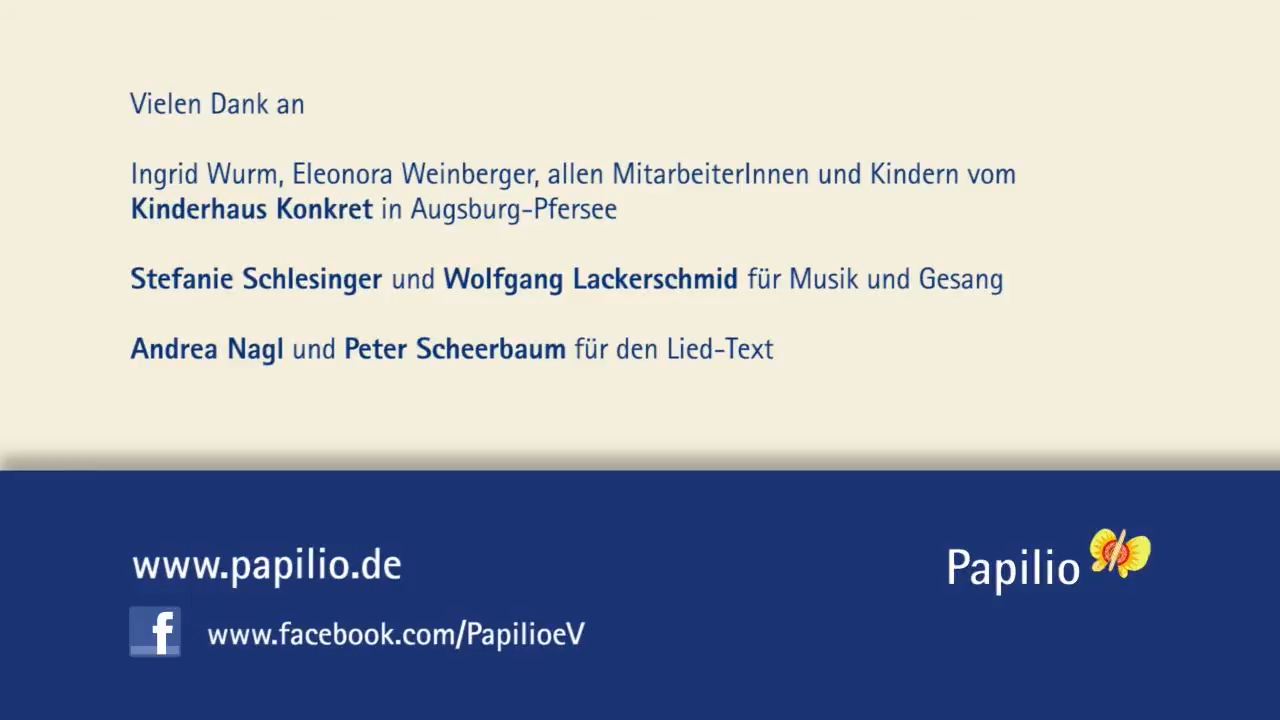 Vielen Dank an
Ingrid Wurm, Eleonora Weinberger, allen MitarbeiterInnen und Kindern vom
Kinderhaus Konkret in Augsburg-Pfersee
Stefanie Schlesinger und Wolfgang Lackerschmid für Musik und Gesang
Andrea Nagl und Peter Scheerbaum für den Lied-Text
www.papilio.de
Papilio
f www.facebook.com/PapilioeV